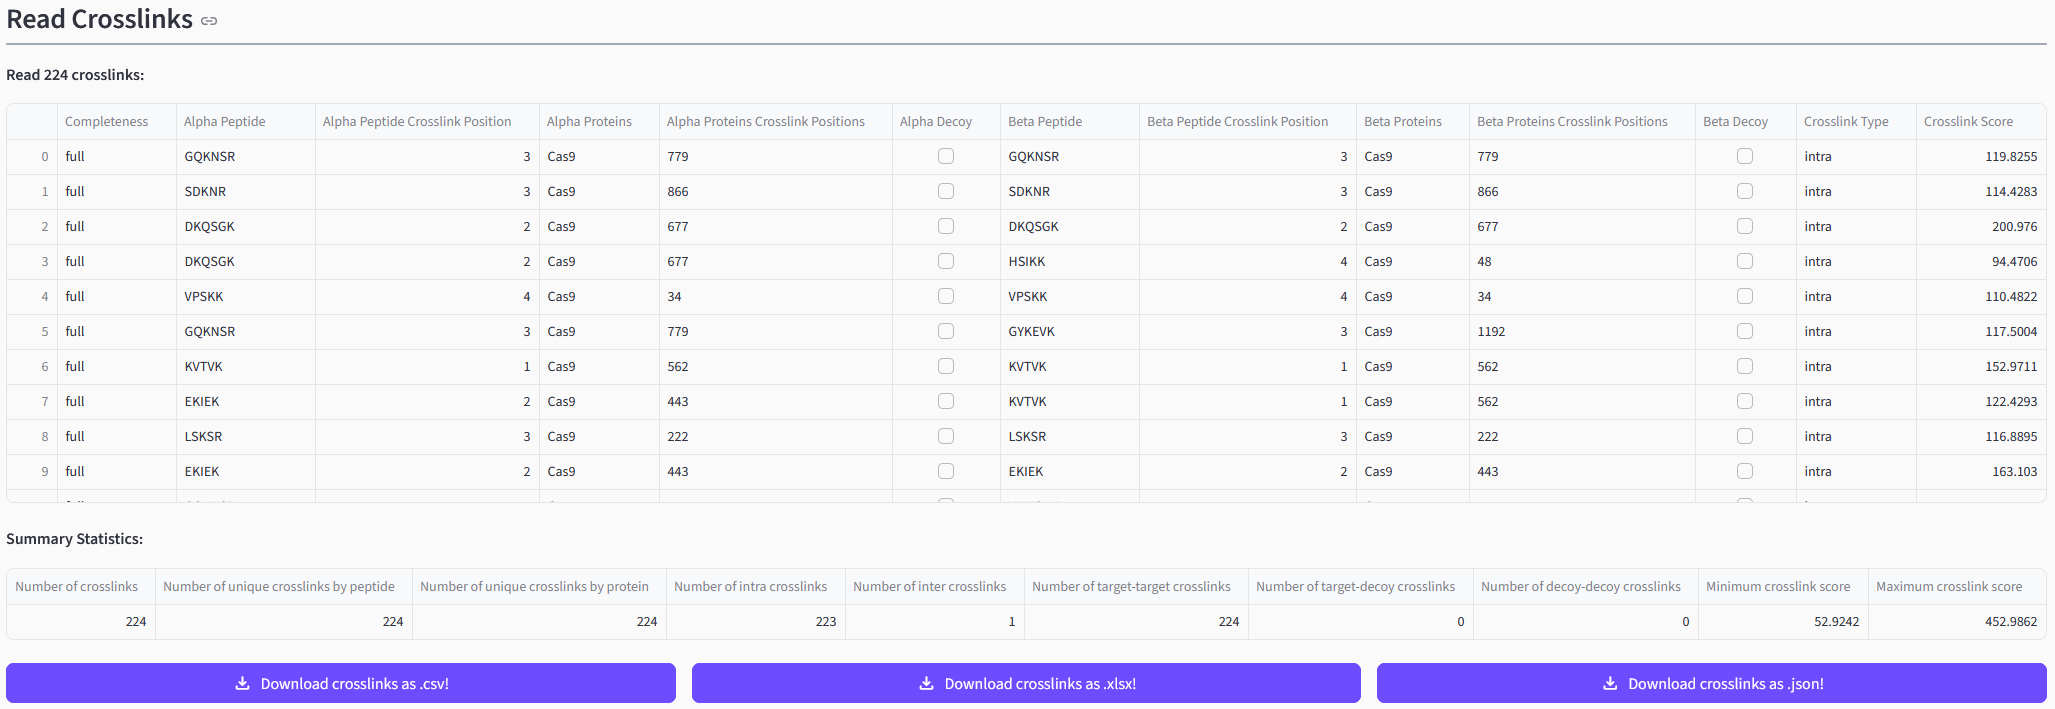 Read Crosslinks
Read 224 crosslinks:
Completeness Alpha Peptide Alpha Peptide Crosslink Position Alpha Proteins Alpha Proteins Crosslink Positions Alpha Decoy Beta Peptide Beta Peptide Crosslink Position Beta Proteins Beta Proteins Crosslink Positions Beta Decoy Crosslink Type Crosslink Score
0 full GQKNSR 3 Cas9 779 GQKNSR 3 Cas9 779 intra 119.8255
1 full SDKNR 3 Cas9 866 SDKNR 3 Cas9 866 intra 114.4283
2 full DKQSGK 2 Cas9 677 DKQSGK 2 Cas9 677 intra 200.976
3 full DKQSGK 2 Cas9 677 HSIKK 4 Cas9 48 intra 94.4706
4 full VPSKK 4 Cas9 34 VPSKK 4 Cas9 34 intra 110.4822
5 full GQKNSR 3 Cas9 779 GYKEVK 3 Cas9 1192 intra 117.5004
6 full KVTVK 1 Cas9 562 KVTVK 1 Cas9 562 intra 152.9711
7 full EKIEK 2 Cas9 443 KVTVK 1 Cas9 562 intra 122.4293
8 full LSKSR 3 Cas9 222 LSKSR 3 Cas9 222 intra 116.8895
9 full EKIEK 2 Cas9 443 EKIEK 2 Cas9 443 intra 163.103
Summary Statistics:
Number of crosslinks Number of unique crosslinks by peptide Number of unique crosslinks by protein Number of intra crosslinks Number of inter crosslinks Number of target-target crosslinks Number of target-decoy crosslinks Number of decoy-decoy crosslinks Minimum crosslink score Maximum crosslink score
224 224 224 223 1 224 0 0 52.9242 452.9862
Download crosslinks as .csv! Download crosslinks as .xlsx! Download crosslinks as .json!